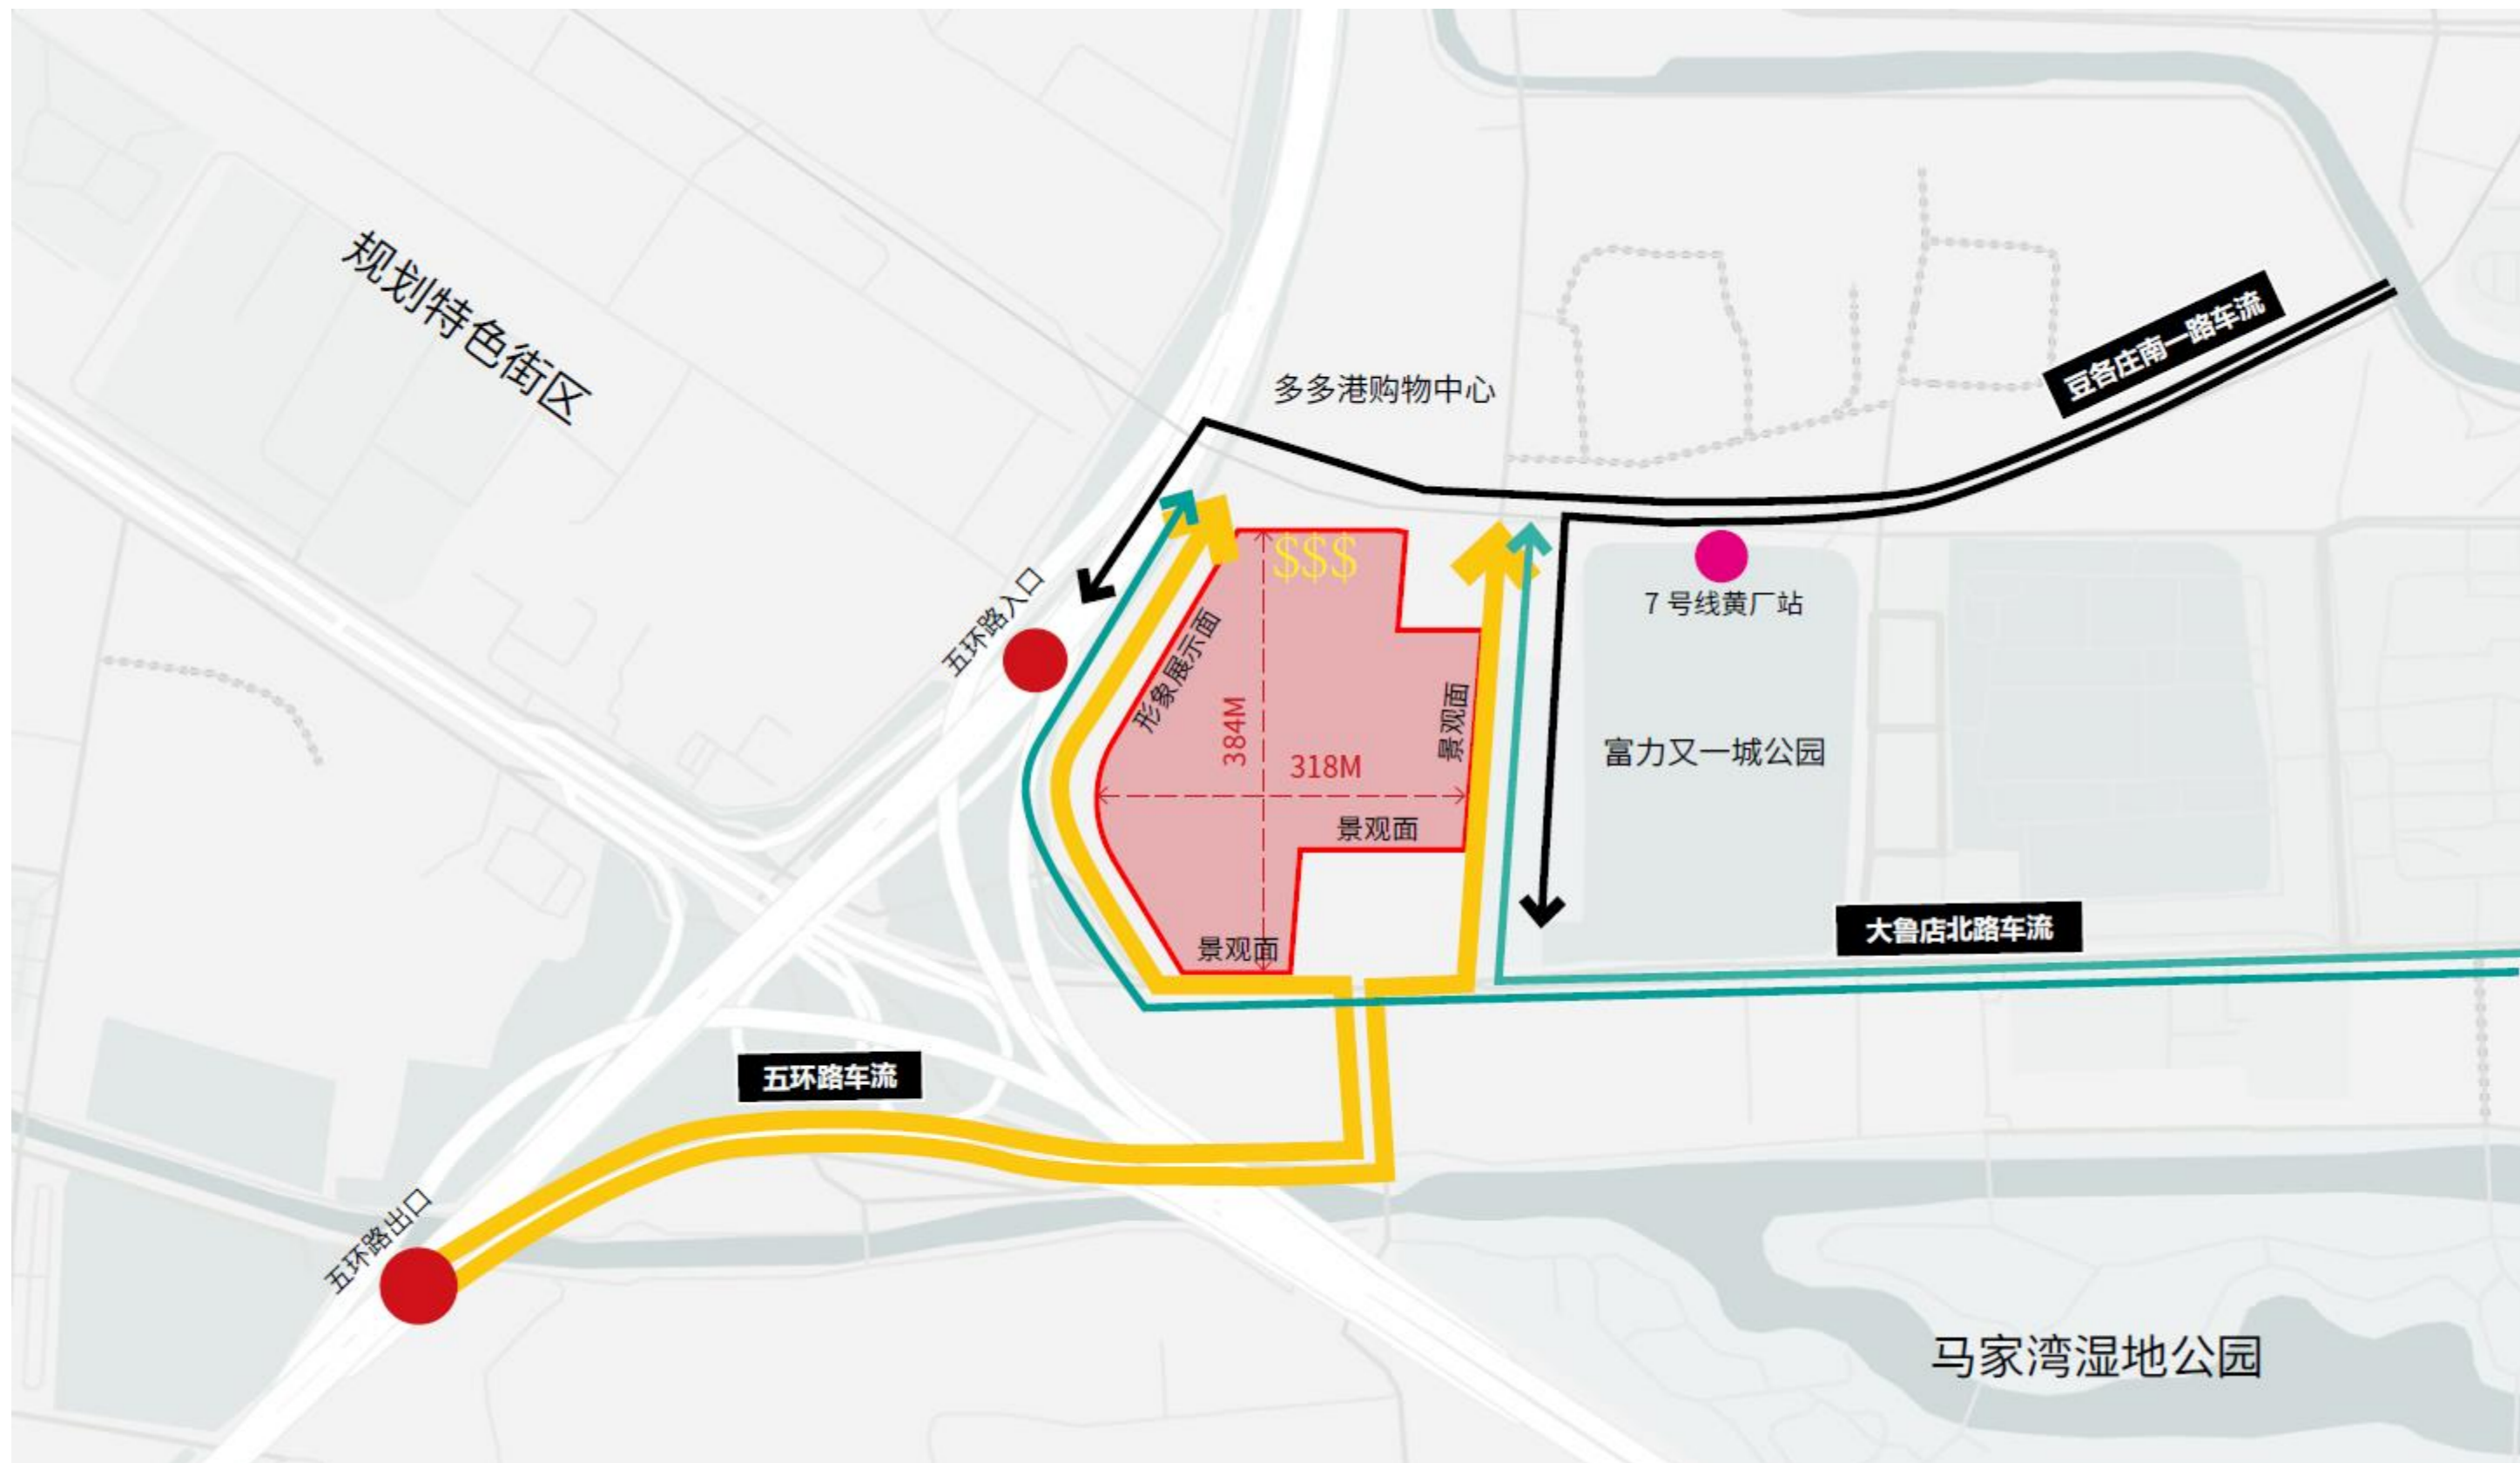 规划特色街区
多多港购物中心
豆各庄南一路车流
$$$
五环路入口
7 号线黄厂站
形象展示面
384M
318M
景观面
富力又一城公园
景观面
景观面
大鲁店北路车流
五环路车流
五环路出口
马家湾湿地公园